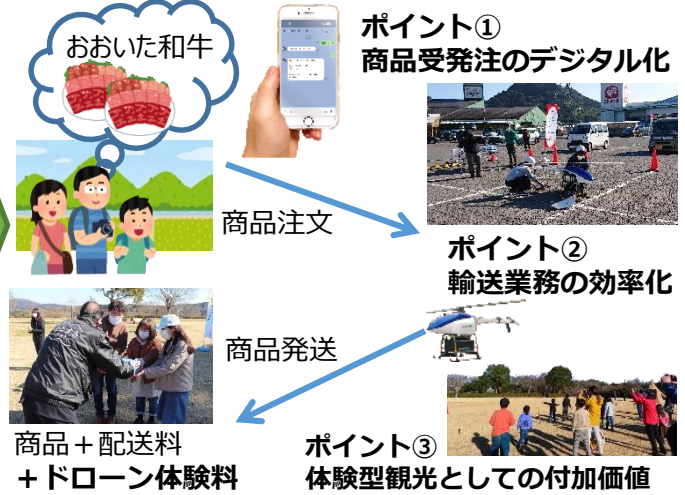 おおいた和牛
ポイント①
商品受発注のデジタル化
商品注文
ポイント②
輸送業務の効率化
商品発送
商品＋配送料
＋ドローン体験料
ポイント③
体験型観光としての付加価値